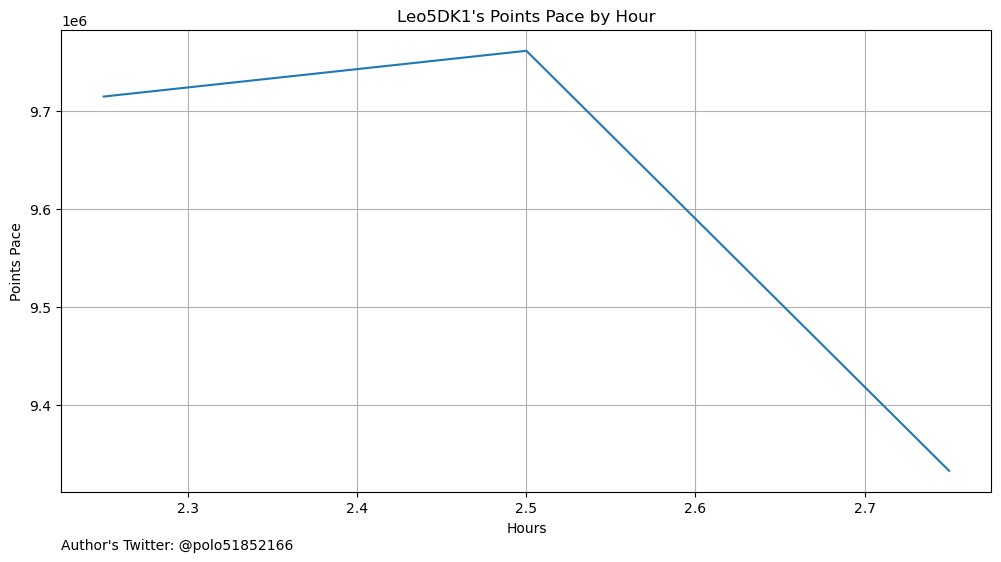 Leo5DK1's Points Pace by Hour
1e6
9.7
9.6
9.5
9.4
Points Pace
2.3 2.4 2.5 2.6 2.7
Hours
Author's Twitter: @polo51852166